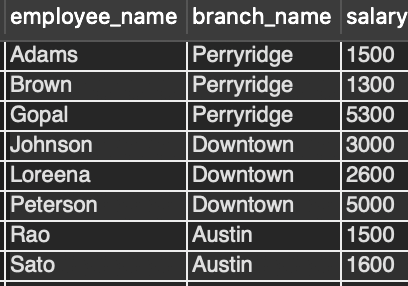 employee_name branch_name salary
Adams Perryridge 1500
Brown Perryridge 1300
Gopal Perryridge 5300
Johnson Downtown 3000
Loreena Downtown 2600
Peterson Downtown 5000
Rao Austin 1500
Sato Austin 1600